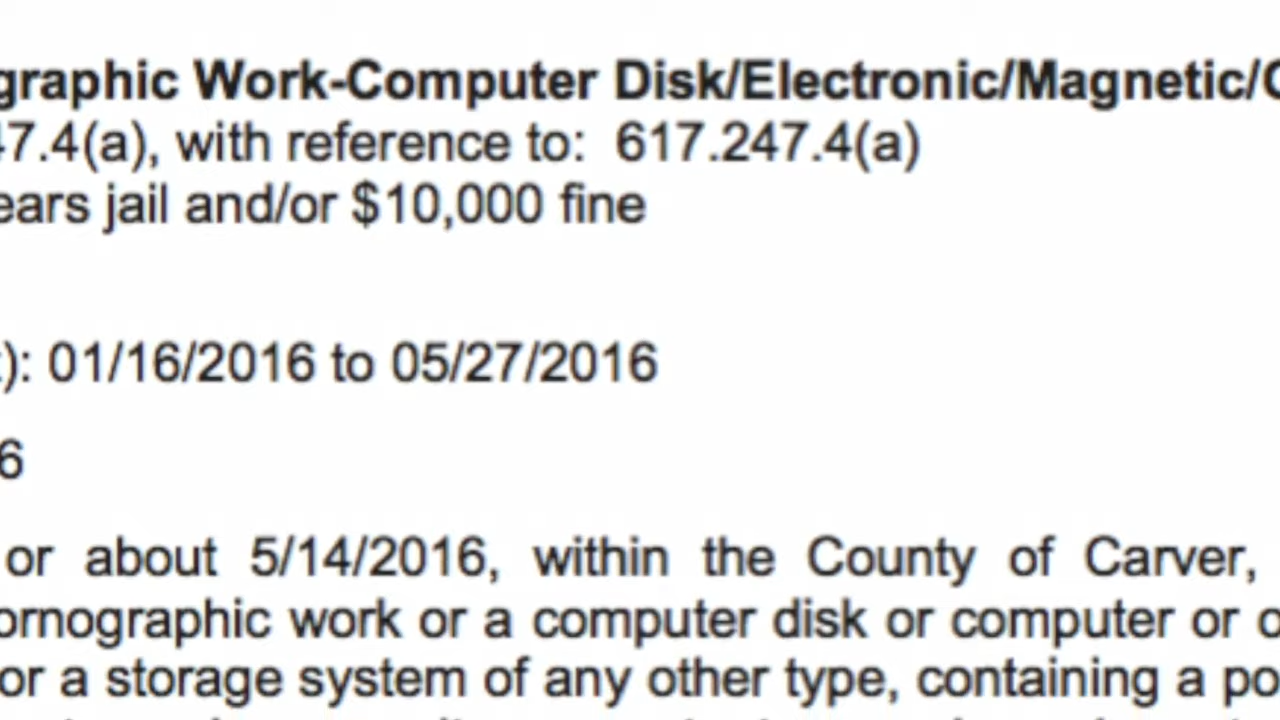 graphic Work-Computer Disk/Electronic/Magnetic/
47.4(a), with reference to: 617.247.4(a)
ears jail and/or $10,000 fine
): 01/16/2016 to 05/27/2016
6
or about 5/14/2016, within the County of Carver,
ornographic work or a computer disk or computer or o
or a storage system of any other type, containing a po